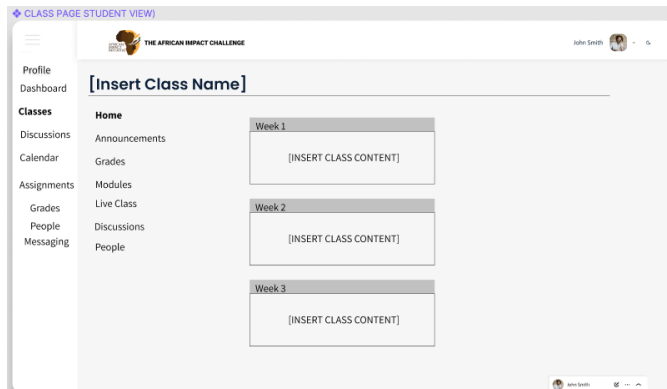 CLASS PAGE STUDENT VIEW)
THE AFRICAN IMPACT CHALLENGE
John Smith
Profile
Dashboard
Classes
Discussions
Calendar
Assignments
Grades
People
Messaging
[Insert Class Name]
Home
Announcements
Grades
Modules
Live Class
Discussions
People
Week 1
[INSERT CLASS CONTENT]
Week 2
[INSERT CLASS CONTENT]
Week 3
[INSERT CLASS CONTENT]
John Smith